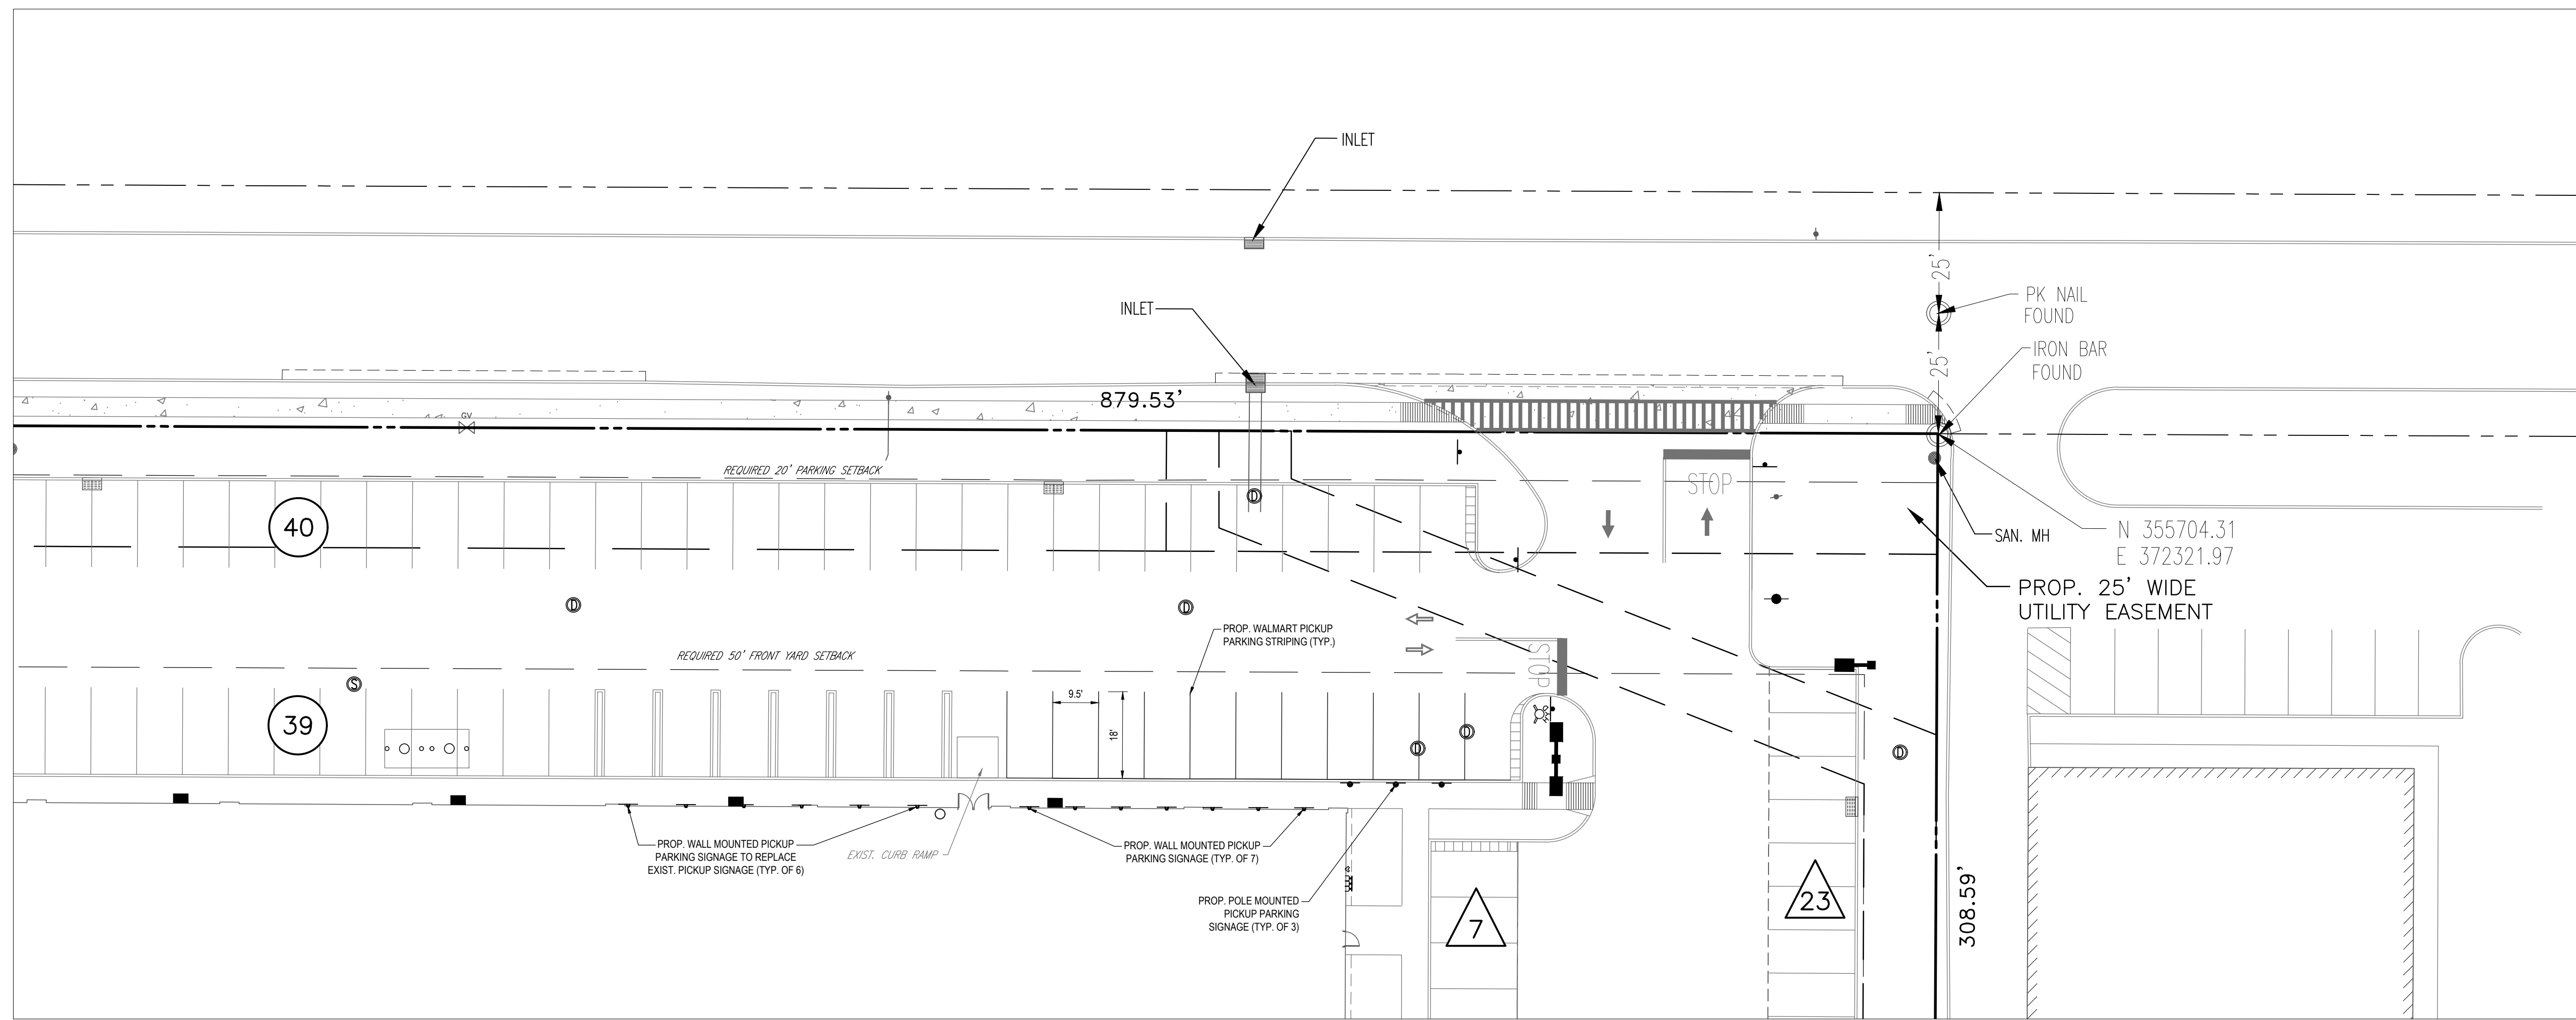 INLET
25'
INLET
PK NAIL
FOUND
25'
IRON BAR
FOUND
879.53'
GV
REQUIRED 20' PARKING SETBACK
STOP
40
D
N 355704.31
E 372321.97
SAN. MH
PROP. 25' WIDE
UTILITY EASEMENT
D
D
PROP. WALMART PICKUP
PARKING STRIPING (TYP.)
REQUIRED 50' FRONT YARD SETBACK
STOP
S
9.5'
18'
39
D
D
D
PROP. WALL MOUNTED PICKUP
PARKING SIGNAGE TO REPLACE
EXIST. PICKUP SIGNAGE (TYP. OF 6)
EXIST. CURB RAMP
PROP. WALL MOUNTED PICKUP
PARKING SIGNAGE (TYP. OF 7)
PROP. POLE MOUNTED
PICKUP PARKING
SIGNAGE (TYP. OF 3)
7
23
308.59'